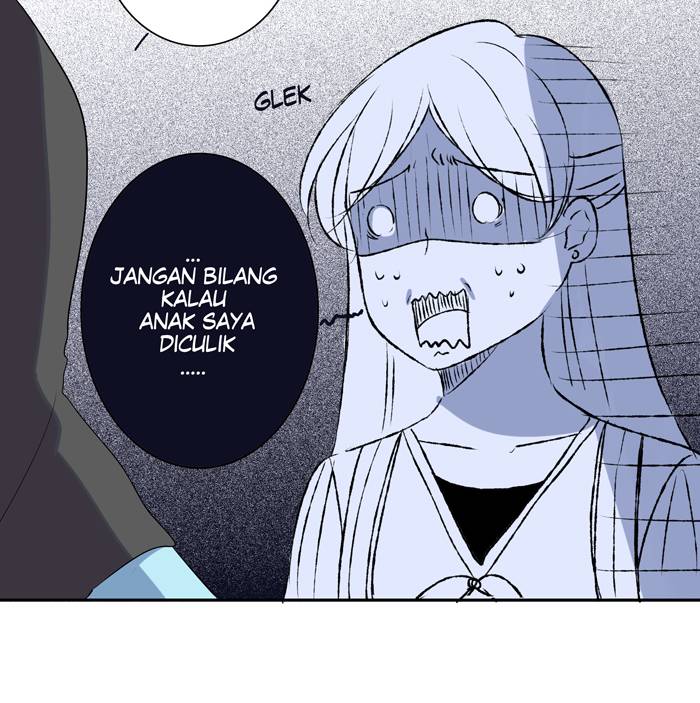 GLEK
...
JANGAN BILANG
KALAU
ANAK SAYA
DICULIK
.....